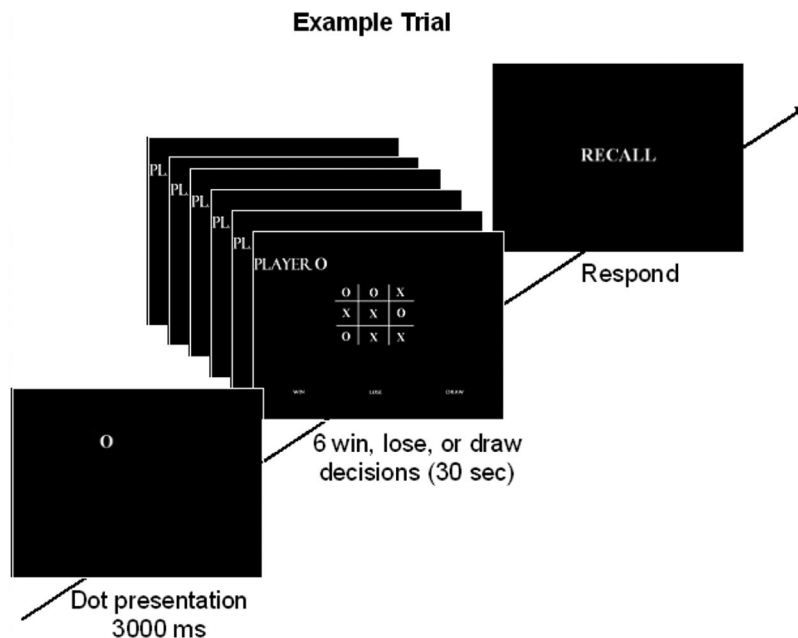 Example Trial
RECALL
Respond
PL
PL
PL
PL
PL
PLAYER O
O O X
X X O
O X X
WIN LOSE DRAW
6 win, lose, or draw
decisions (30 sec)
O
Dot presentation
3000 ms